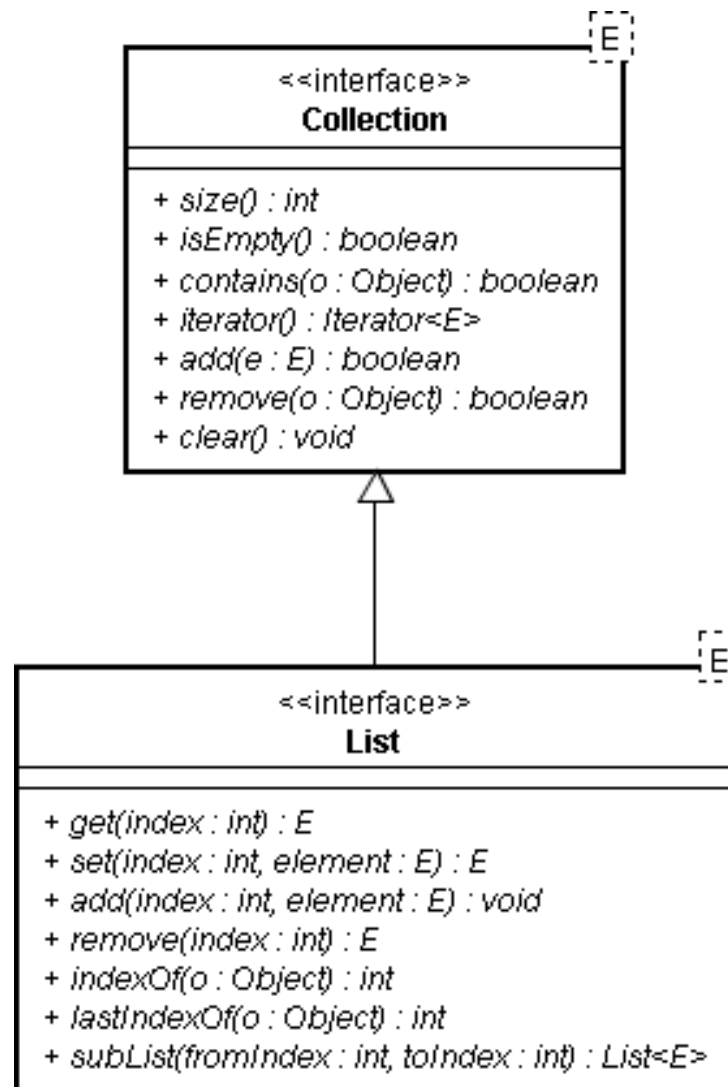 E
<<interface>>
Collection
+ size() : int
+ isEmpty() : boolean
+ contains(o : Object) : boolean
+ iterator() : Iterator<E>
+ add(e : E) : boolean
+ remove(o : Object) : boolean
+ clear() : void
E
<<interface>>
List
+ get(index : int) : E
+ set(index : int, element : E) : E
+ add(index : int, element : E) : void
+ remove(index : int) : E
+ indexOf(o : Object) : int
+ lastIndexOf(o : Object) : int
+ subList(fromIndex : int, toIndex : int) : List<E>